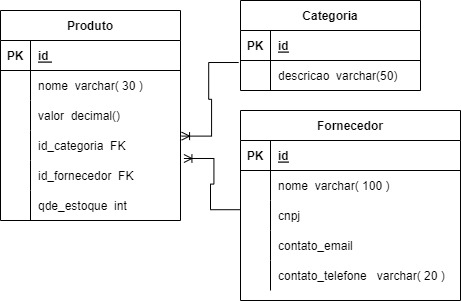 Produto
PK id
nome varchar( 30 )
valor decimal()
id_categoria FK
id_fornecedor FK
qde_estoque int
Categoria
PK id
descricao varchar(50)
Fornecedor
PK id
nome varchar( 100 )
cnpj
contato_email
contato_telefone varchar( 20 )